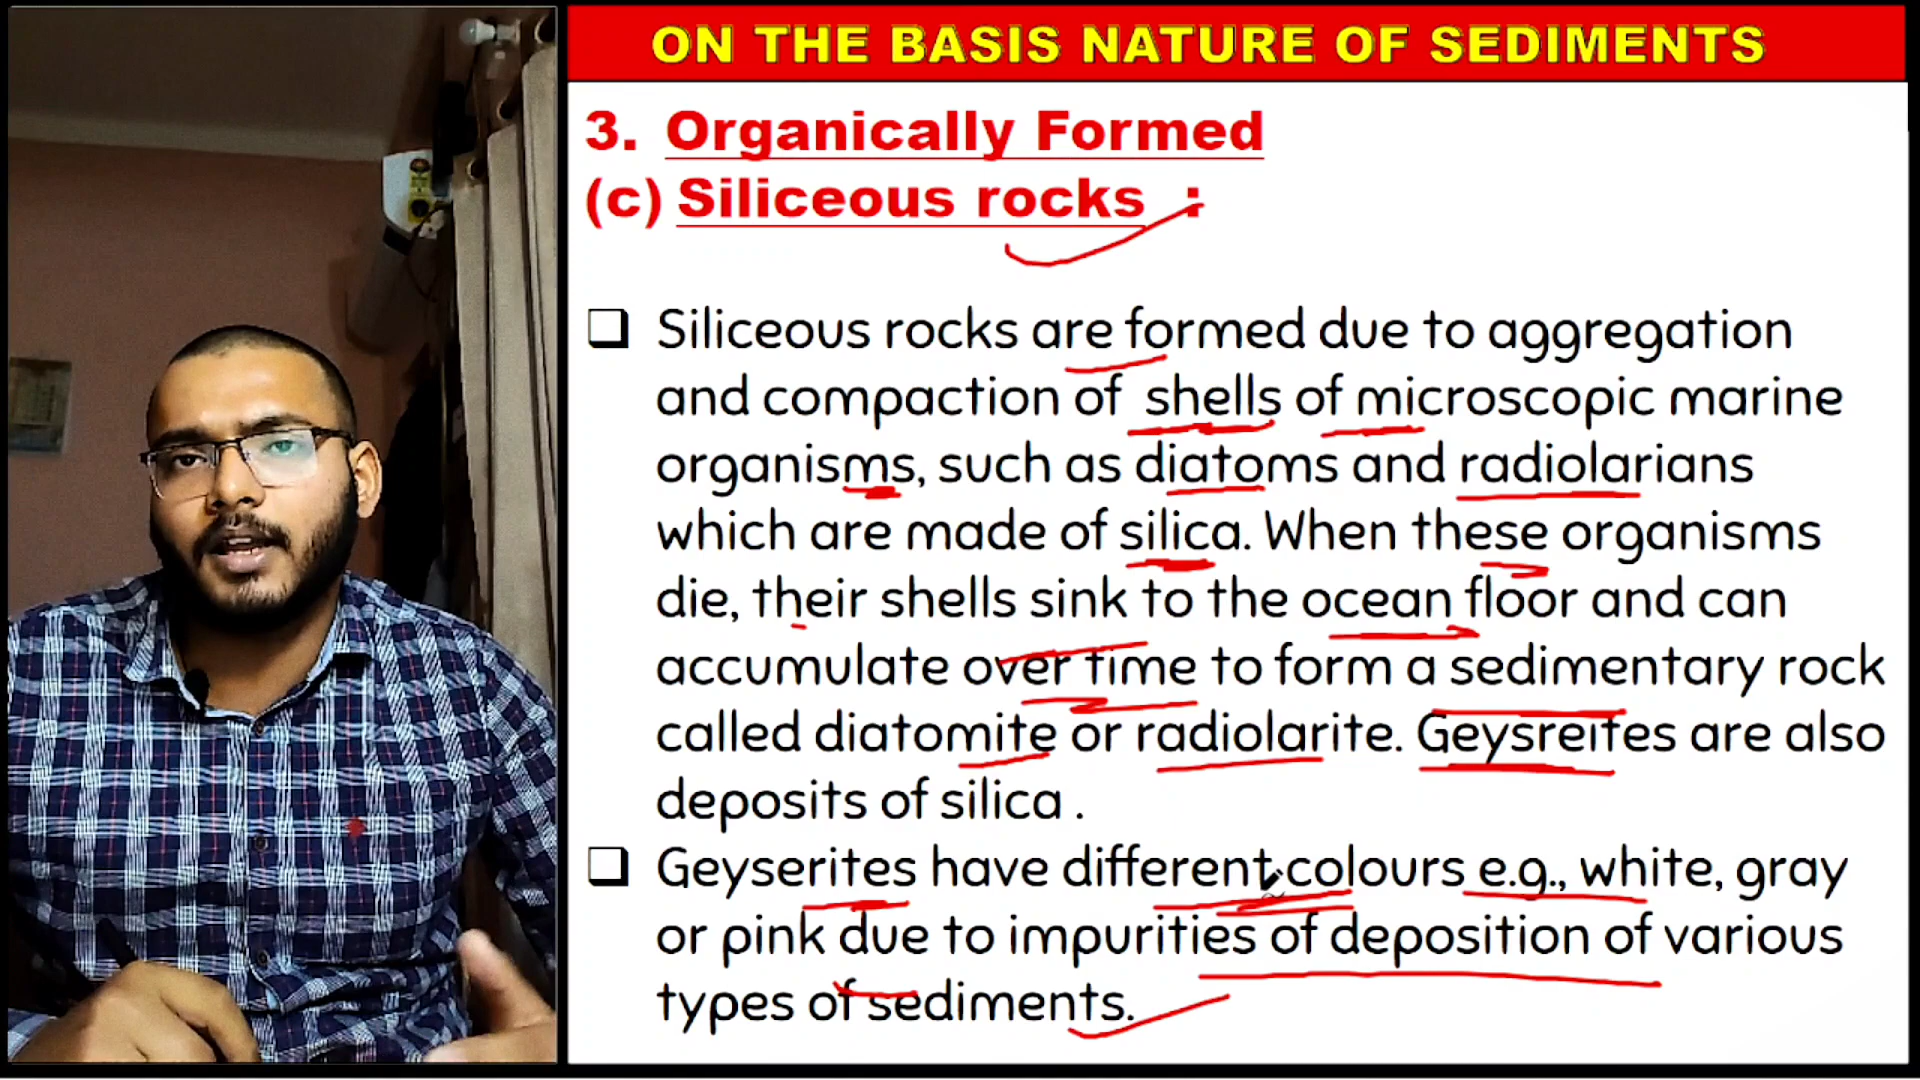 ON THE BASIS NATURE OF SEDIMENTS
3. Organically Formed
(c) Siliceous rocks :
Siliceous rocks are formed due to aggregation
and compaction of shells of microscopic marine
organisms, such as diatoms and radiolarians
which are made of silica. When these organisms
die, their shells sink to the ocean floor and can
accumulate over time to form a sedimentary rock
called diatomite or radiolarite. Geysreites are also
deposits of silica .
Geyserites have different colours e.g., white, gray
or pink due to impurities of deposition of various
types of sediments.